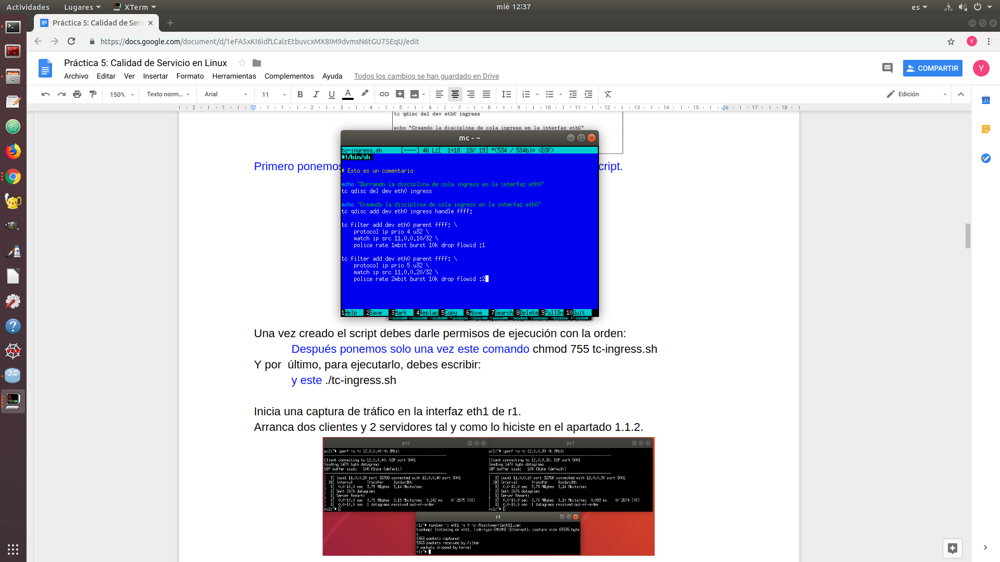 Actividades Lugares XTerm mié 12:37 es
Práctica 5: Calidad de Serv
https://docs.google.com/document/d/1eFA5xKI6idfLCalzEtbuvcxMX8IM9dvmsN6tGU75EqU/edit
Práctica 5: Calidad de Servicio en Linux
COMPARTIR
Y
Archivo Editar Ver Insertar Formato Herramientas Complementos Ayuda Todos los cambios se han guardado en Drive
150% Texto norm... Arial 11 Edición
2 1 1 2 3 4 5 6 7 8 9 10 11 12 13 14 15 16 17 18
tc qdisc del dev eth0 ingress
echo "Creando la disciplina de cola ingress en la interfaz eth0"
Primero ponemos cript.
mc - ~
tc-ingress.sh [----] 46 L:[ 1+18 19/ 19] *(534 / 534b)= <EOF>
#!/bin/sh
# Esto es un comentario
echo "Borrando la disciplina de cola ingress en la interfaz eth0"
tc qdisc del dev eth0 ingress
echo "Creando la disciplina de cola ingress en la interfaz eth0"
tc qdisc add dev eth0 ingress handle ffff:
tc filter add dev eth0 parent ffff: \
protocol ip prio 4 u32 \
match ip src 11.0.0.10/32 \
police rate 1mbit burst 10k drop flowid :1
tc filter add dev eth0 parent ffff: \
protocol ip prio 5 u32 \
match ip src 11.0.0.20/32 \
police rate 2mbit burst 10k drop flowid :2
1Help 2Save 3Mark 4Replac 5Copy 6Move 7Search 8Delete 9PullDn 10Quit
Una vez creado el script debes darle permisos de ejecución con la orden:
Después ponemos solo una vez este comando chmod 755 tc-ingress.sh
Y por último, para ejecutarlo, debes escribir:
y este ./tc-ingress.sh
Inicia una captura de tráfico en la interfaz eth1 de r1.
Arranca dos clientes y 2 servidores tal y como lo hiciste en el apartado 1.1.2.
pc2
pc2:~# iperf -u -c 12.0.0.40 -b 3Mbit
Client connecting to 12.0.0.40, UDP port 5001
Sending 1470 byte datagrams
UDP buffer size: 108 KByte (default)
[ 3] local 11.0.0.20 port 32768 connected with 12.0.0.40 port 5001
[ ID] Interval Transfer Bandwidth
[ 3] 0.0-10.0 sec 3.75 MBytes 3.14 Mbits/sec
[ 3] Sent 2676 datagrams
[ 3] Server Report:
[ 3] 0.0-10.0 sec 3.75 MBytes 3.15 Mbits/sec 0.142 ms 0/ 2675 (0%)
[ 3] 0.0-10.0 sec 1 datagrams received out-of-order
pc2:~#
pc1
pc1:~# iperf -u -c 12.0.0.30 -b 3Mbit
Client connecting to 12.0.0.30, UDP port 5001
Sending 1470 byte datagrams
UDP buffer size: 108 KByte (default)
[ 3] local 11.0.0.10 port 32768 connected with 12.0.0.30 port 5001
[ ID] Interval Transfer Bandwidth
[ 3] 0.0-10.0 sec 3.75 MBytes 3.14 Mbits/sec
[ 3] Sent 2675 datagrams
[ 3] Server Report:
[ 3] 0.0-10.0 sec 3.75 MBytes 3.14 Mbits/sec 0.093 ms 0/ 2674 (0%)
[ 3] 0.0-10.0 sec 1 datagrams received out-of-order
pc1:~#
r1
r1:~# tcpdump -i eth1 -s 0 -w /hosthome/r1eth11.cap
tcpdump: listening on eth1, link-type EN10MB (Ethernet), capture size 65535 byte
s
5363 packets captured
5363 packets received by filter
0 packets dropped by kernel
r1:~#